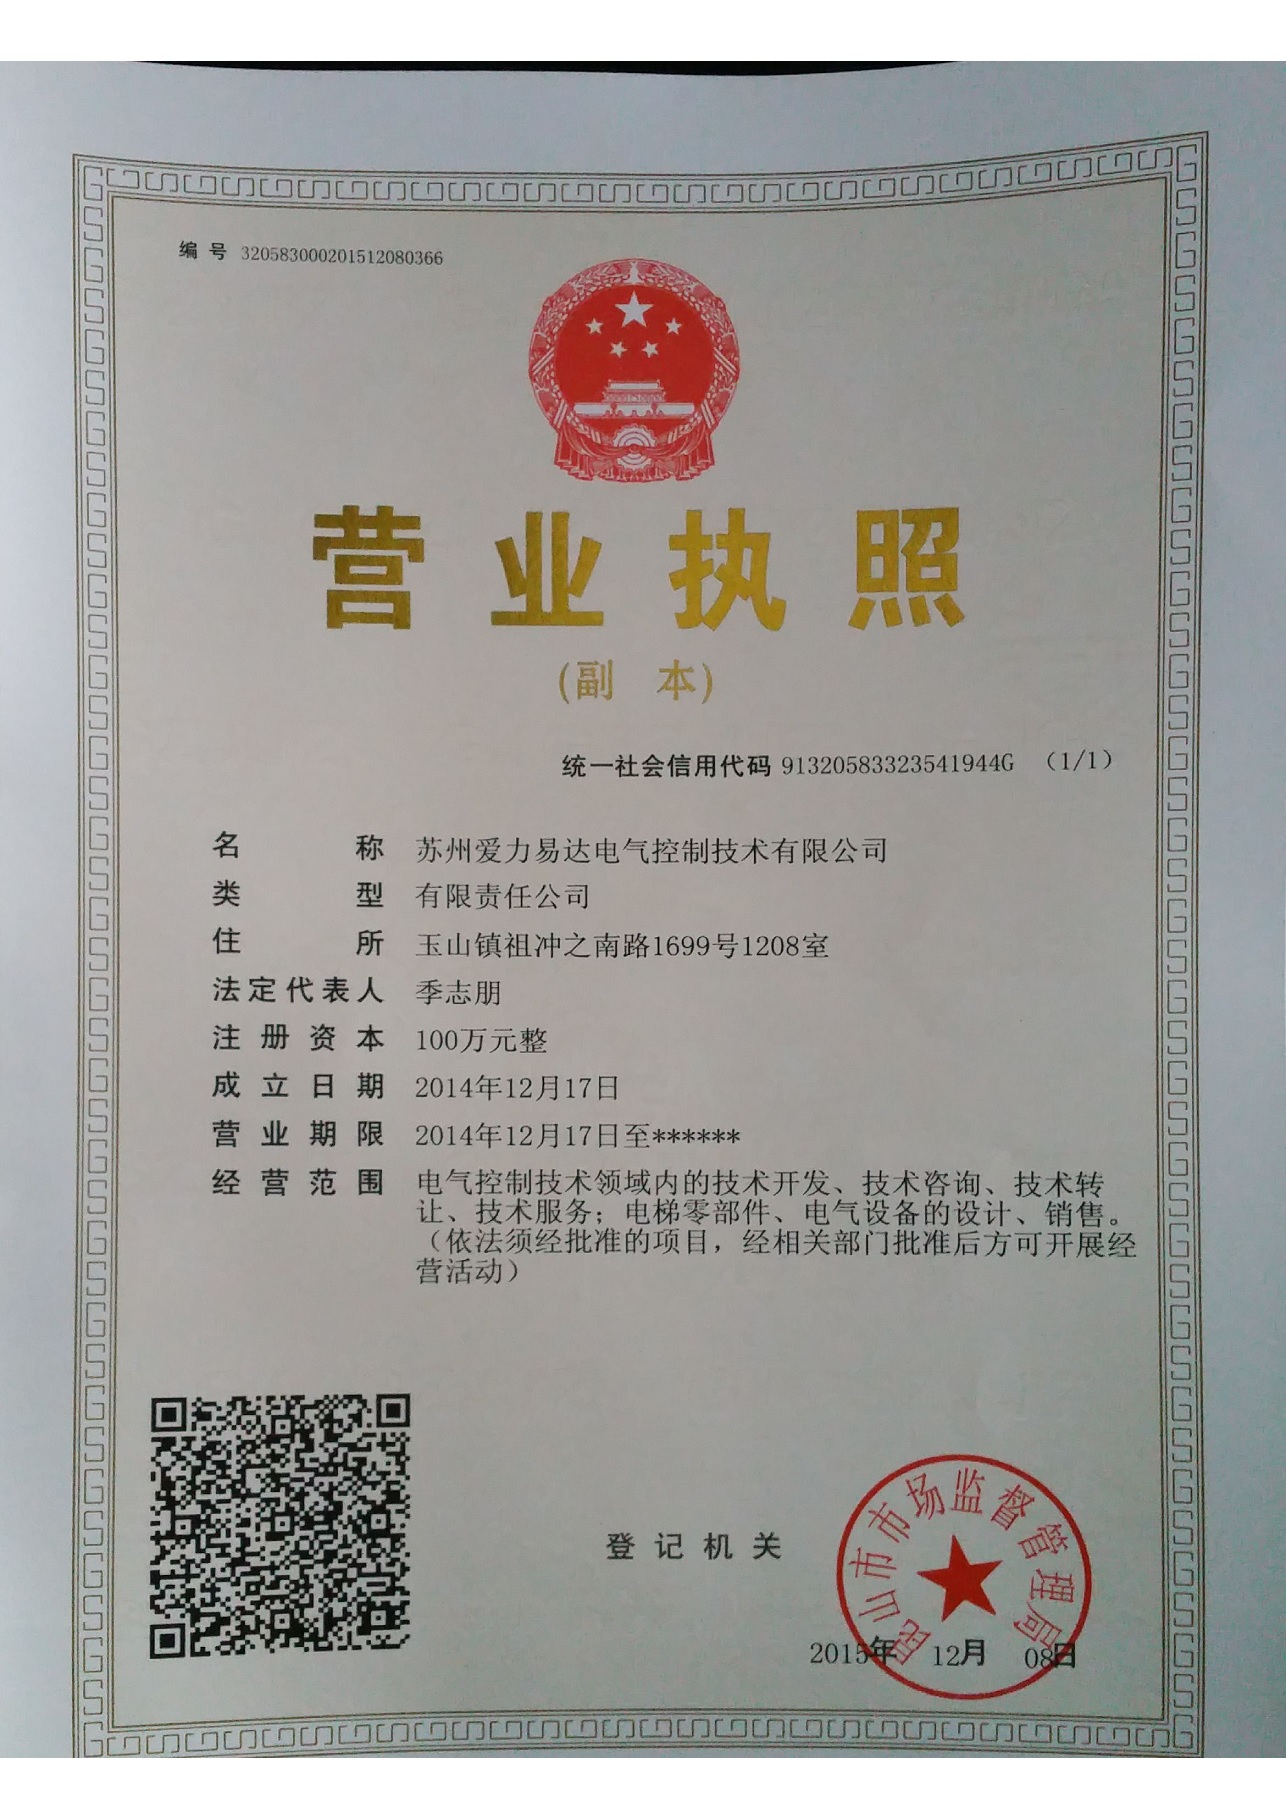 编 号 320583000201512080366
营业执照
(副 本)
统一社会信用代码 91320583323541944G （1/1）
名称 苏州爱力易达电气控制技术有限公司
类型 有限责任公司
住所 玉山镇祖冲之南路1699号1208室
法定代表人 季志朋
注册资本 100万元整
成立日期 2014年12月17日
营业期限 2014年12月17日至******
经营范围 电气控制技术领域内的技术开发、技术咨询、技术转
让、技术服务；电梯零部件、电气设备的设计、销售。
（依法须经批准的项目，经相关部门批准后方可开展经
营活动）
登记机关
昆山市市场监督管理局
2015年 12月 08日